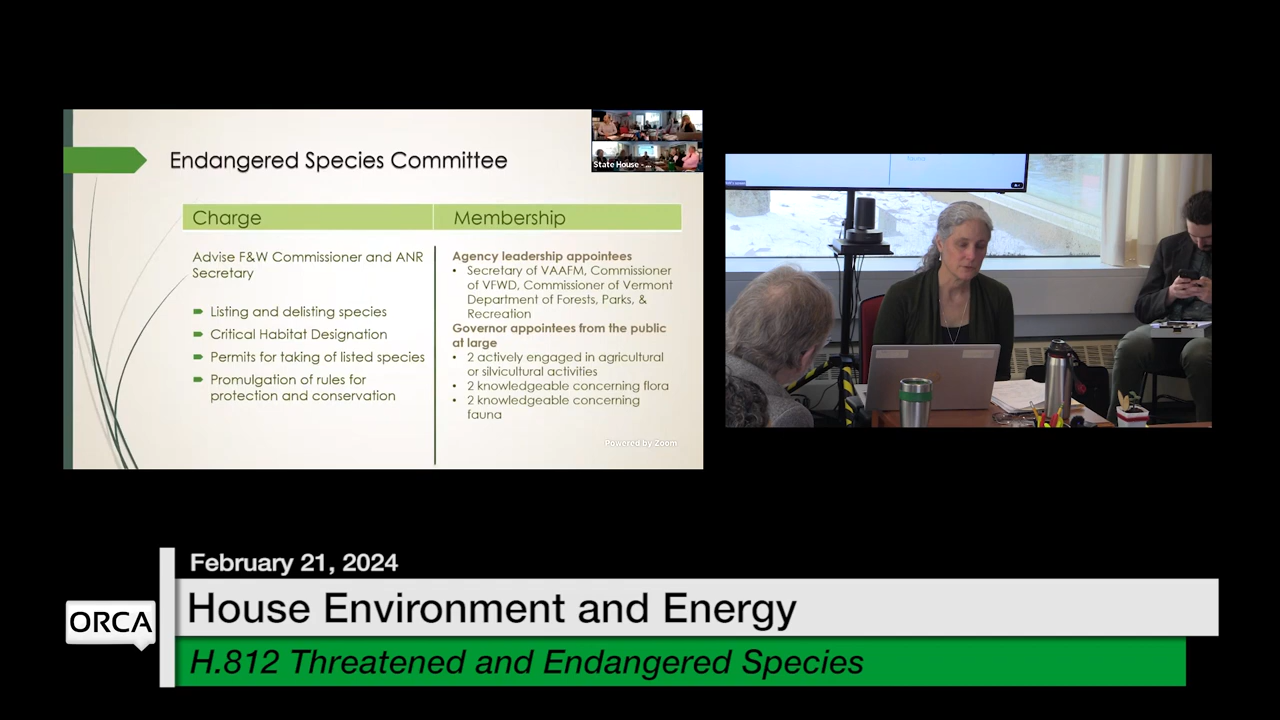 Endangered Species Committee
State House - ...
Charge
Membership
Advise F&W Commissioner and ANR
Secretary
Listing and delisting species
Critical Habitat Designation
Permits for taking of listed species
Promulgation of rules for
protection and conservation
Agency leadership appointees
• Secretary of VAAFM, Commissioner
of VFWD, Commissioner of Vermont
Department of Forests, Parks, &
Recreation
Governor appointees from the public
at large
• 2 actively engaged in agricultural
or silvicultural activities
• 2 knowledgeable concerning flora
• 2 knowledgeable concerning
fauna
Powered by Zoom
fauna
February 21, 2024
ORCA
House Environment and Energy
H.812 Threatened and Endangered Species